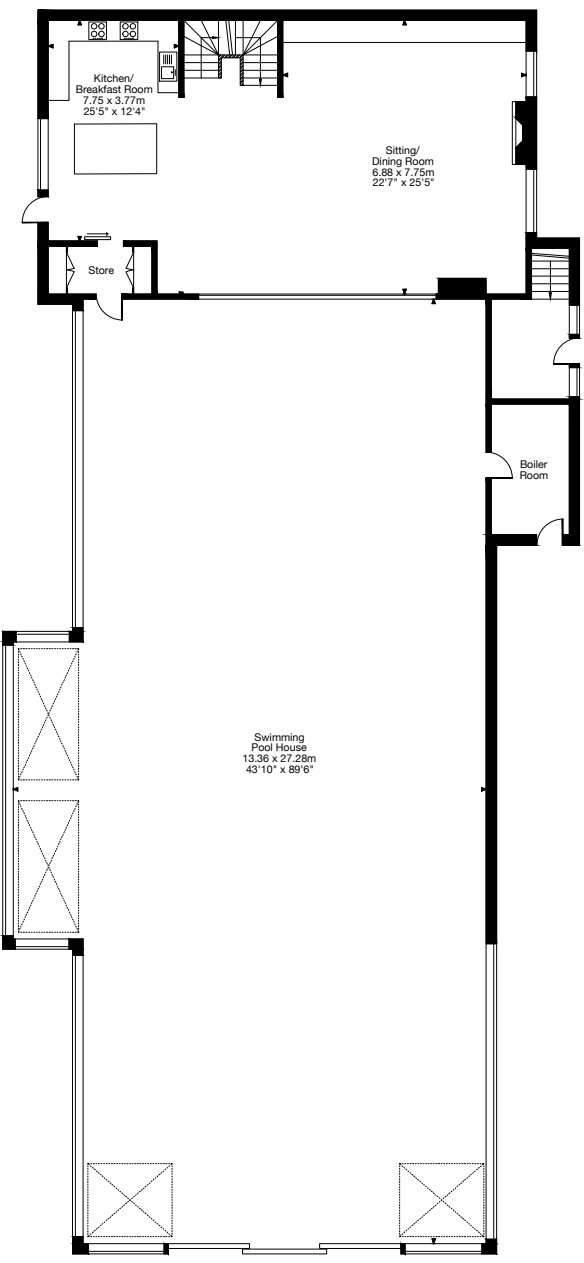 Kitchen/
Breakfast Room
7.75 x 3.77m
25'5" x 12'4"
Sitting/
Dining Room
6.88 x 7.75m
22'7" x 25'5"
Store
Boiler
Room
Swimming
Pool House
13.36 x 27.28m
43'10" x 89'6"